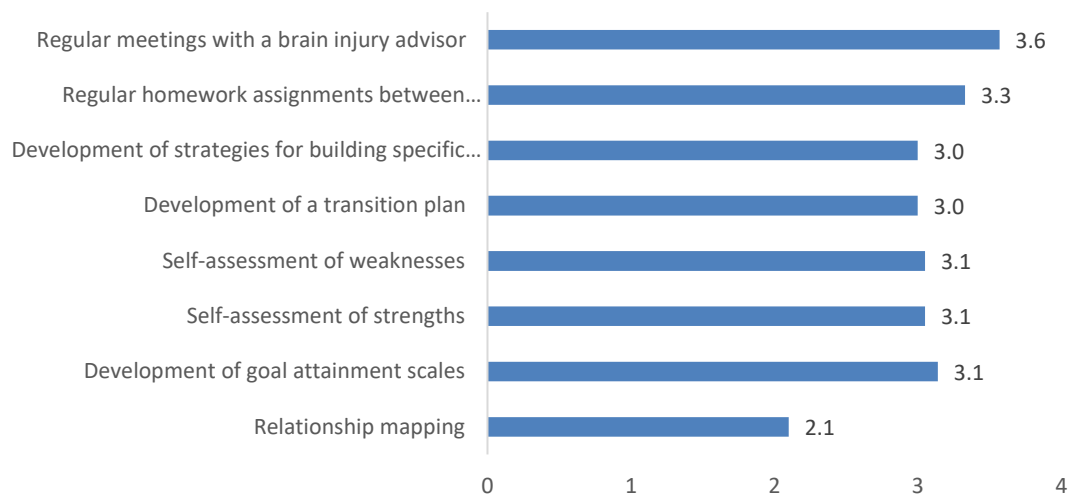 Regular meetings with a brain injury advisor 3.6
Regular homework assignments between... 3.3
Development of strategies for building specific... 3.0
Development of a transition plan 3.0
Self-assessment of weaknesses 3.1
Self-assessment of strengths 3.1
Development of goal attainment scales 3.1
Relationship mapping 2.1
0 1 2 3 4